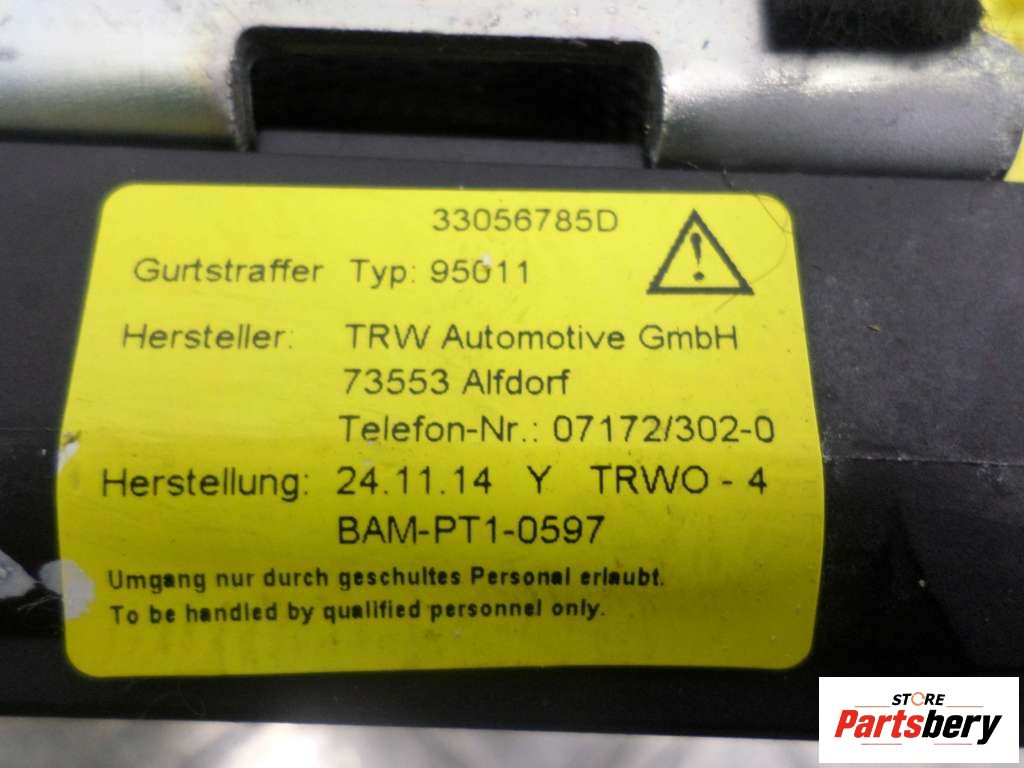 33056785D
Gurtstraffer Typ: 95011
Hersteller: TRW Automotive GmbH
73553 Alfdorf
Telefon-Nr.: 07172/302-0
Herstellung: 24.11.14 Y TRWO - 4
BAM-PT1-0597
Umgang nur durch geschultes Personal erlaubt.
To be handled by qualified personnel only.
STORE
Partsbery